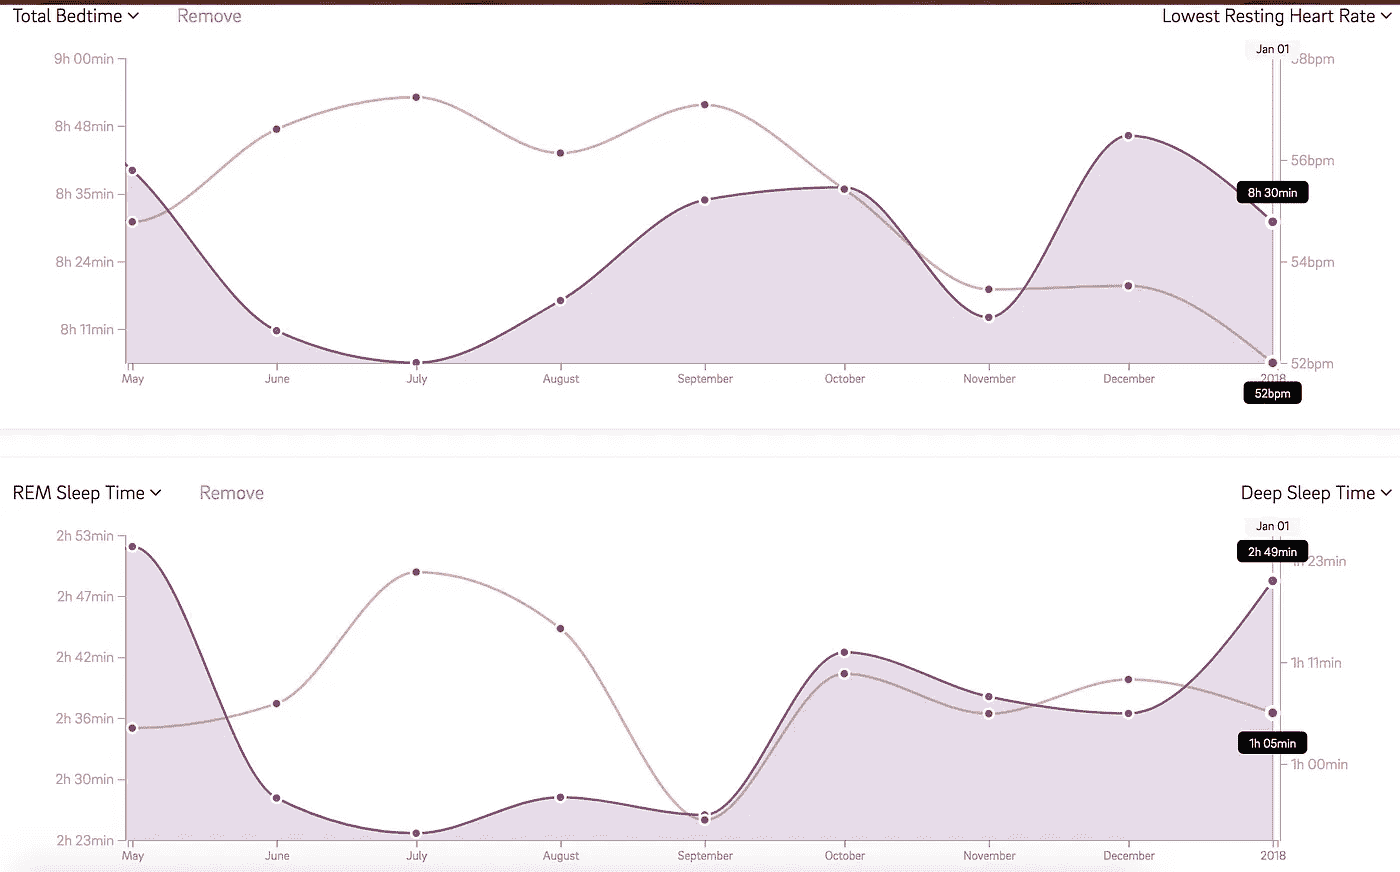 Total Bedtime Remove Lowest Resting Heart Rate
Jan 01
9h 00min 58bpm
8h 48min
56bpm
8h 35min 8h 30min
8h 24min 54bpm
8h 11min
52bpm
May June July August September October November December 2018
52bpm
REM Sleep Time Remove Deep Sleep Time
Jan 01
2h 53min
2h 49min
1h 23min
2h 47min
2h 42min 1h 11min
2h 36min
1h 05min
1h 00min
2h 30min
2h 23min
May June July August September October November December 2018